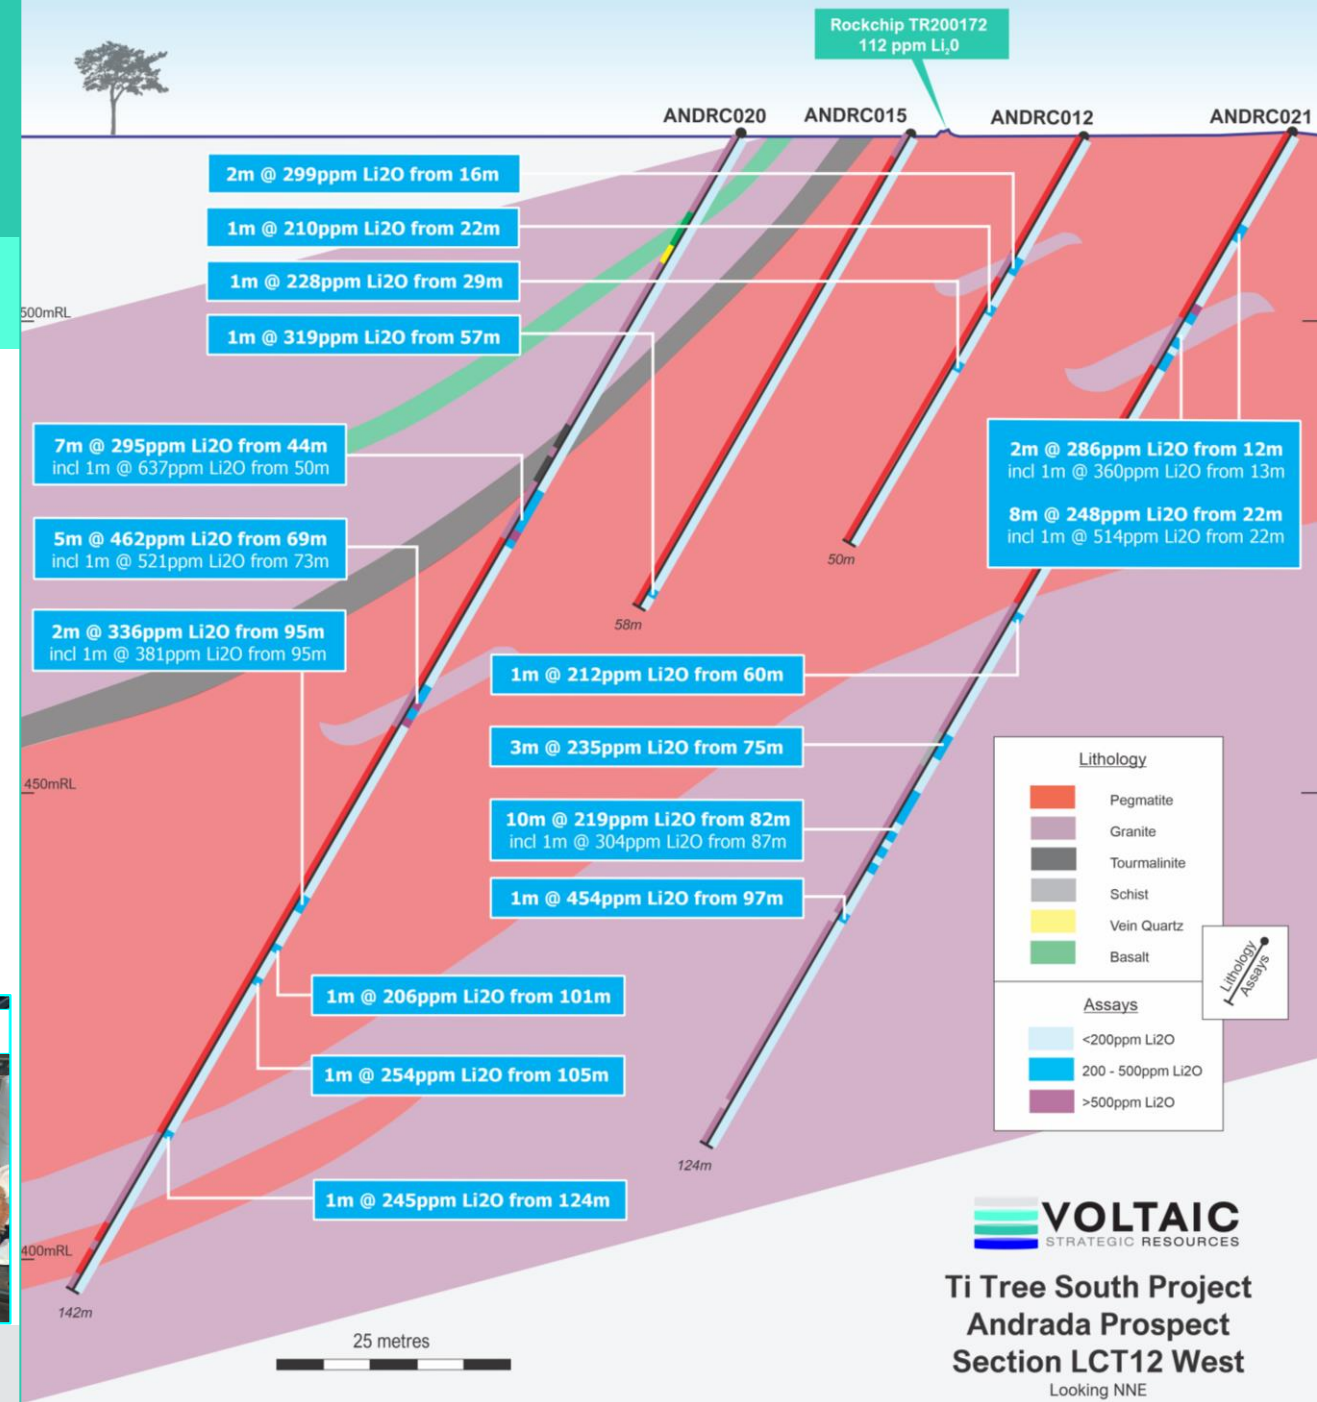 Rockchip TR200172
112 ppm Li₂0
ANDRC020
ANDRC015
ANDRC012
ANDRC021
2m @ 299ppm Li2O from 16m
1m @ 210ppm Li2O from 22m
1m @ 228ppm Li2O from 29m
1m @ 319ppm Li2O from 57m
500mRL
7m @ 295ppm Li2O from 44m
incl 1m @ 637ppm Li2O from 50m
5m @ 462ppm Li2O from 69m
incl 1m @ 521ppm Li2O from 73m
2m @ 336ppm Li2O from 95m
incl 1m @ 381ppm Li2O from 95m
2m @ 286ppm Li2O from 12m
incl 1m @ 360ppm Li2O from 13m
8m @ 248ppm Li2O from 22m
incl 1m @ 514ppm Li2O from 22m
50m
58m
1m @ 212ppm Li2O from 60m
3m @ 235ppm Li2O from 75m
10m @ 219ppm Li2O from 82m
incl 1m @ 304ppm Li2O from 87m
1m @ 454ppm Li2O from 97m
450mRL
1m @ 206ppm Li2O from 101m
1m @ 254ppm Li2O from 105m
1m @ 245ppm Li2O from 124m
124m
400mRL
142m
25 metres
Lithology
Pegmatite
Granite
Tourmalinite
Schist
Vein Quartz
Basalt
Lithology
Assays
Assays
<200ppm Li2O
200 - 500ppm Li2O
>500ppm Li2O
VOLTAIC
STRATEGIC RESOURCES
Ti Tree South Project
Andrada Prospect
Section LCT12 West
Looking NNE